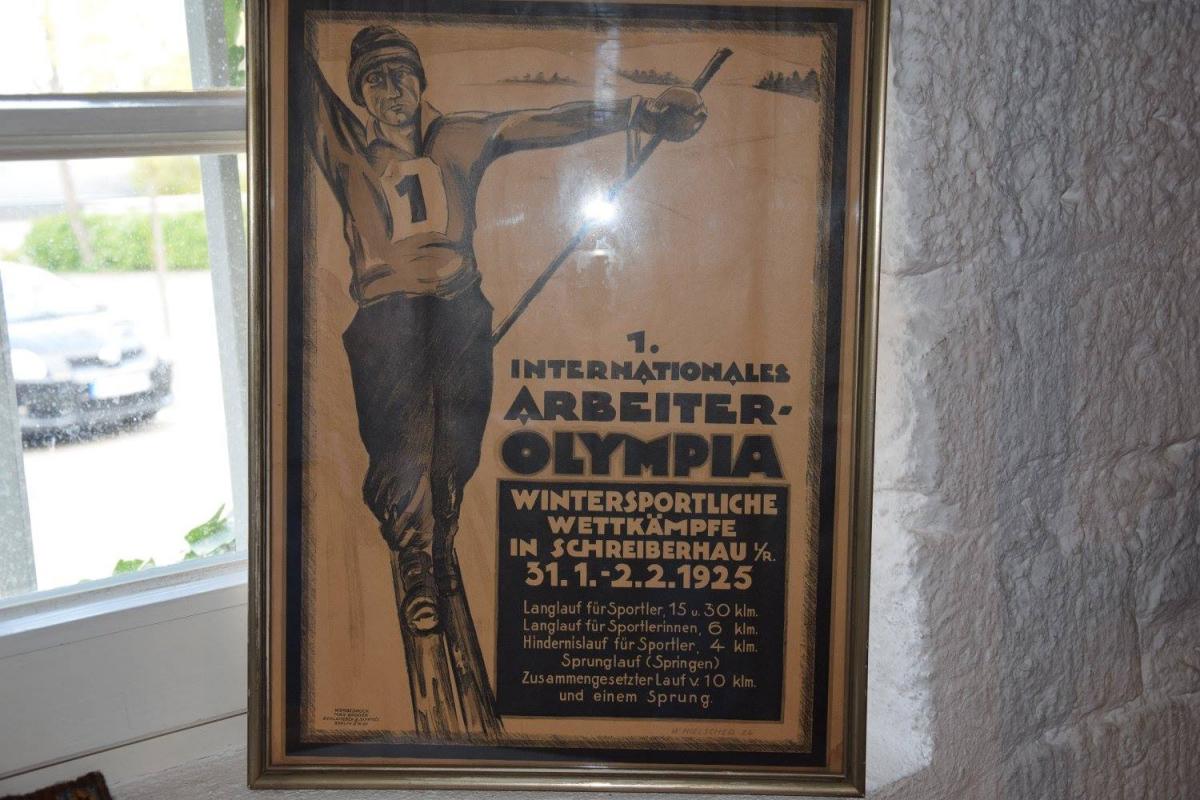 1
1.
INTERNATIONALES
ARBEITER-
OLYMPIA
WINTERSPORTLICHE
WETTKÄMPFE
IN SCHREIBERHAU I/R.
31.1.-2.2.1925
Langlauf für Sportler, 15 u. 30 klm.
Langlauf für Sportlerinnen, 6 klm.
Hindernislauf für Sportler, 4 klm.
Sprunglauf (Springen)
Zusammengesetzter Lauf v. 10 klm.
und einem Sprung.